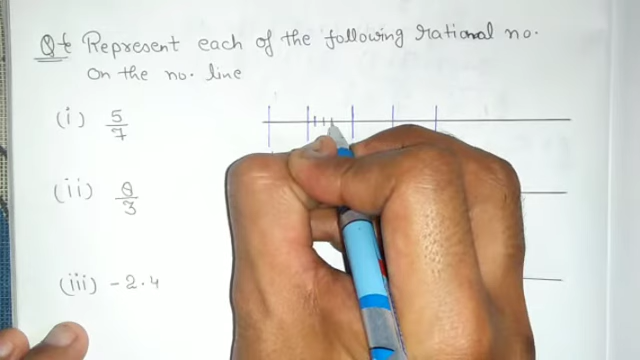 Q Represent each of the following rational no.
on the no. line
(i) 5/7
(ii) 8/3
(iii) -2.4